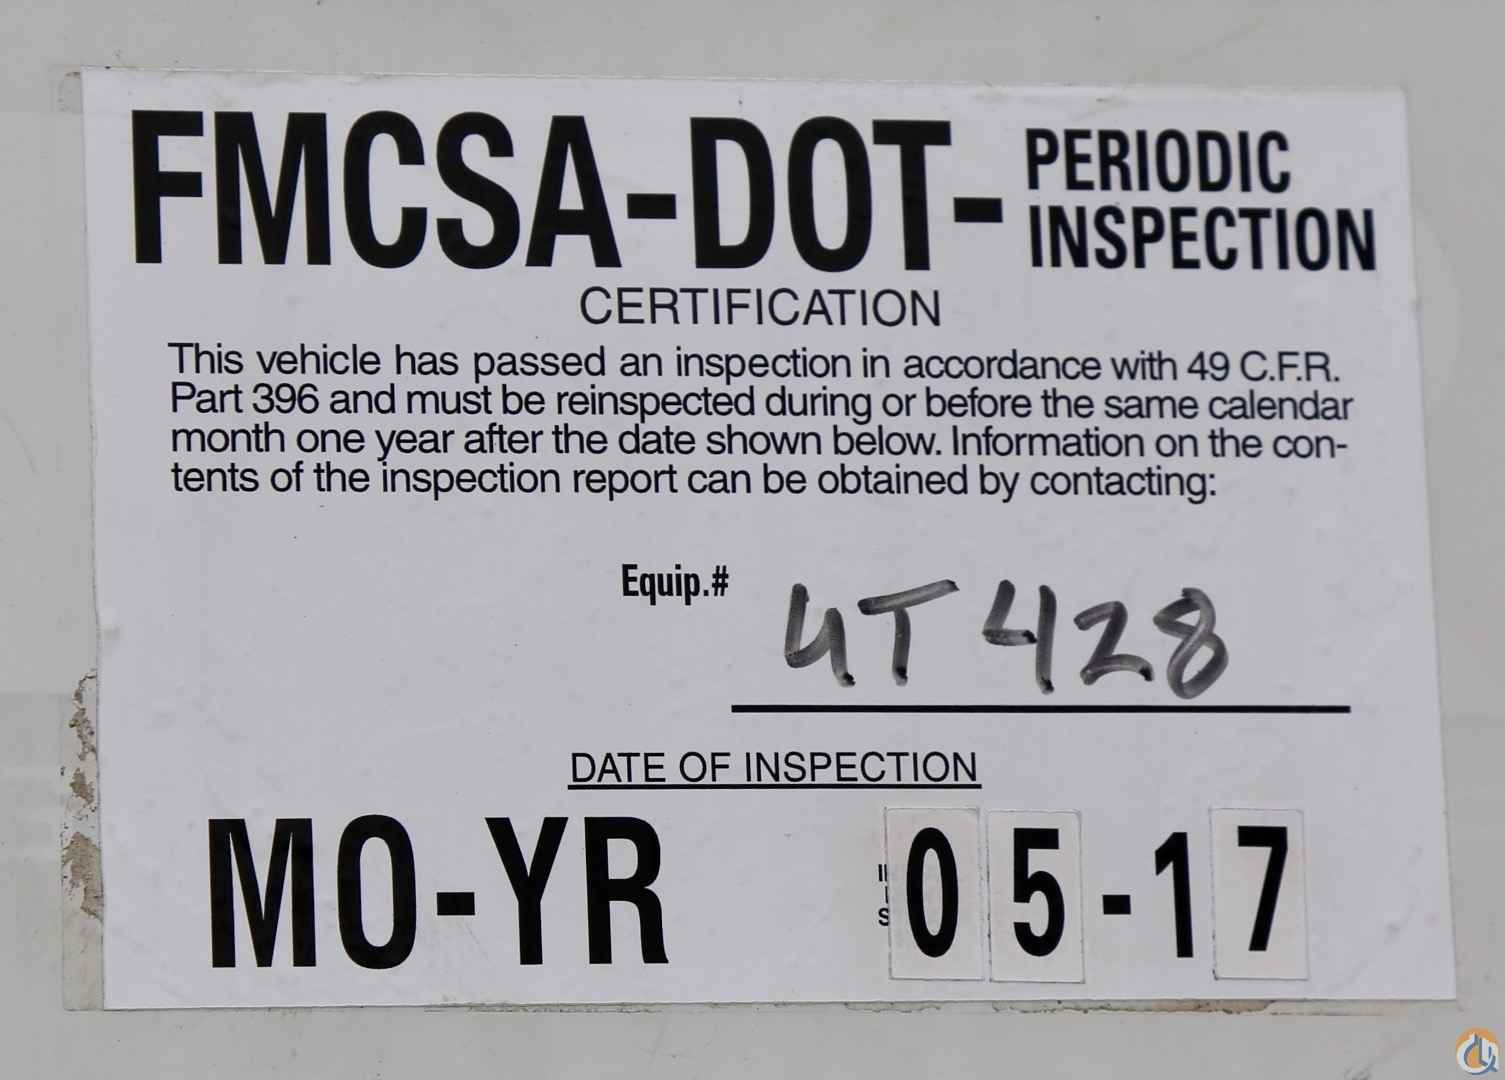 FMCSA-DOT- PERIODIC INSPECTION
CERTIFICATION
This vehicle has passed an inspection in accordance with 49 C.F.R.
Part 396 and must be reinspected during or before the same calendar
month one year after the date shown below. Information on the con-
tents of the inspection report can be obtained by contacting:
Equip.# UT 428
DATE OF INSPECTION
MO-YR 05-17